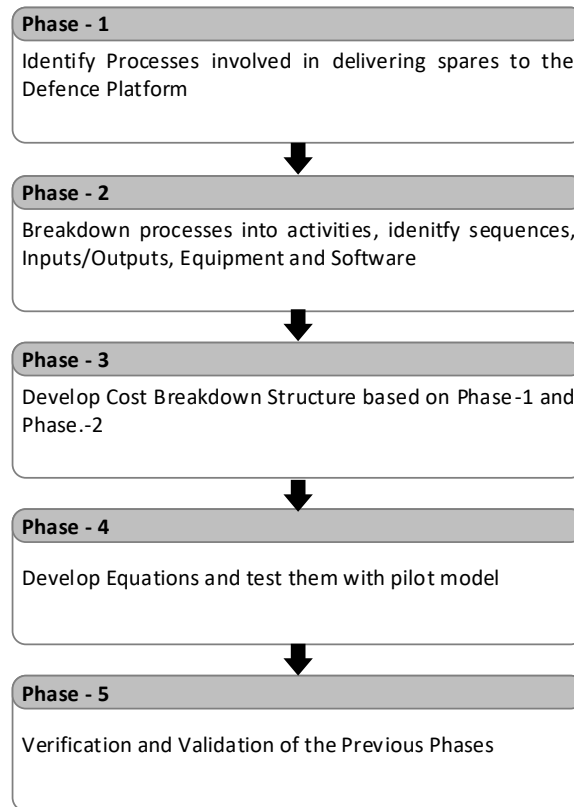 Phase - 1
Identify Processes involved in delivering spares to the
Defence Platform
Phase - 2
Breakdown processes into activities, idenitfy sequences,
Inputs/Outputs, Equipment and Software
Phase - 3
Develop Cost Breakdown Structure based on Phase-1 and
Phase.-2
Phase - 4
Develop Equations and test them with pilot model
Phase - 5
Verification and Validation of the Previous Phases